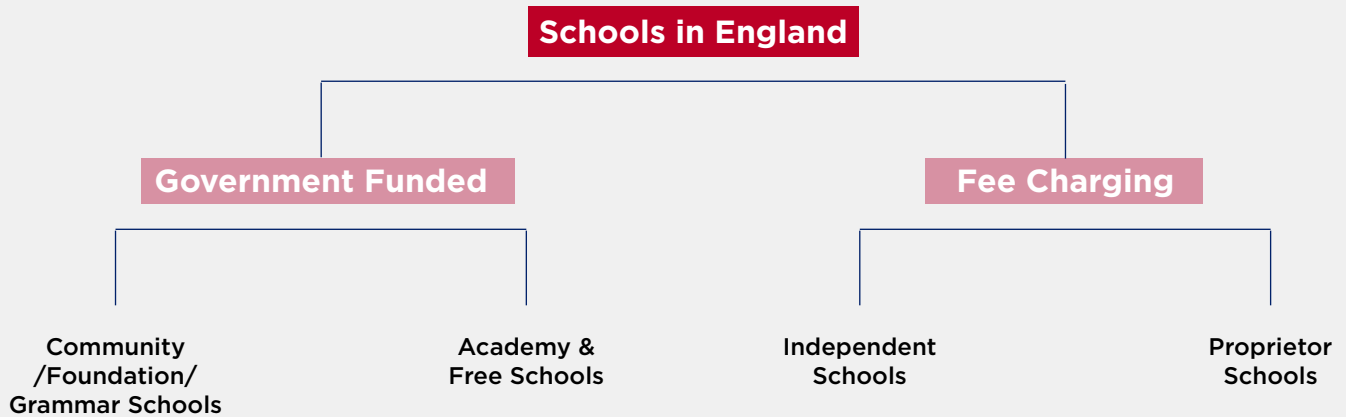 Schools in England
Government Funded
Fee Charging
Community
/Foundation/
Grammar Schools
Academy &
Free Schools
Independent
Schools
Proprietor
Schools